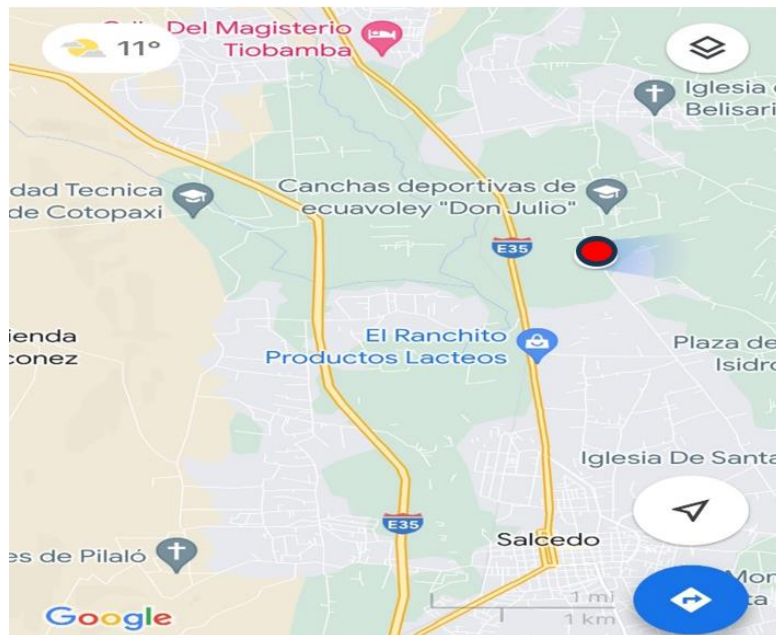 11°
Del Magisterio
Tiobamba
Iglesia
Belisari
dad Tecnica
de Cotopaxi
Canchas deportivas de
ecuavoley "Don Julio"
E35
ienda
conez
El Ranchito
Productos Lacteos
Plaza de
Isidro
Iglesia De Santa
E35
Salcedo
es de Pilaló
Mon
ta
1 mi
1 km
Google